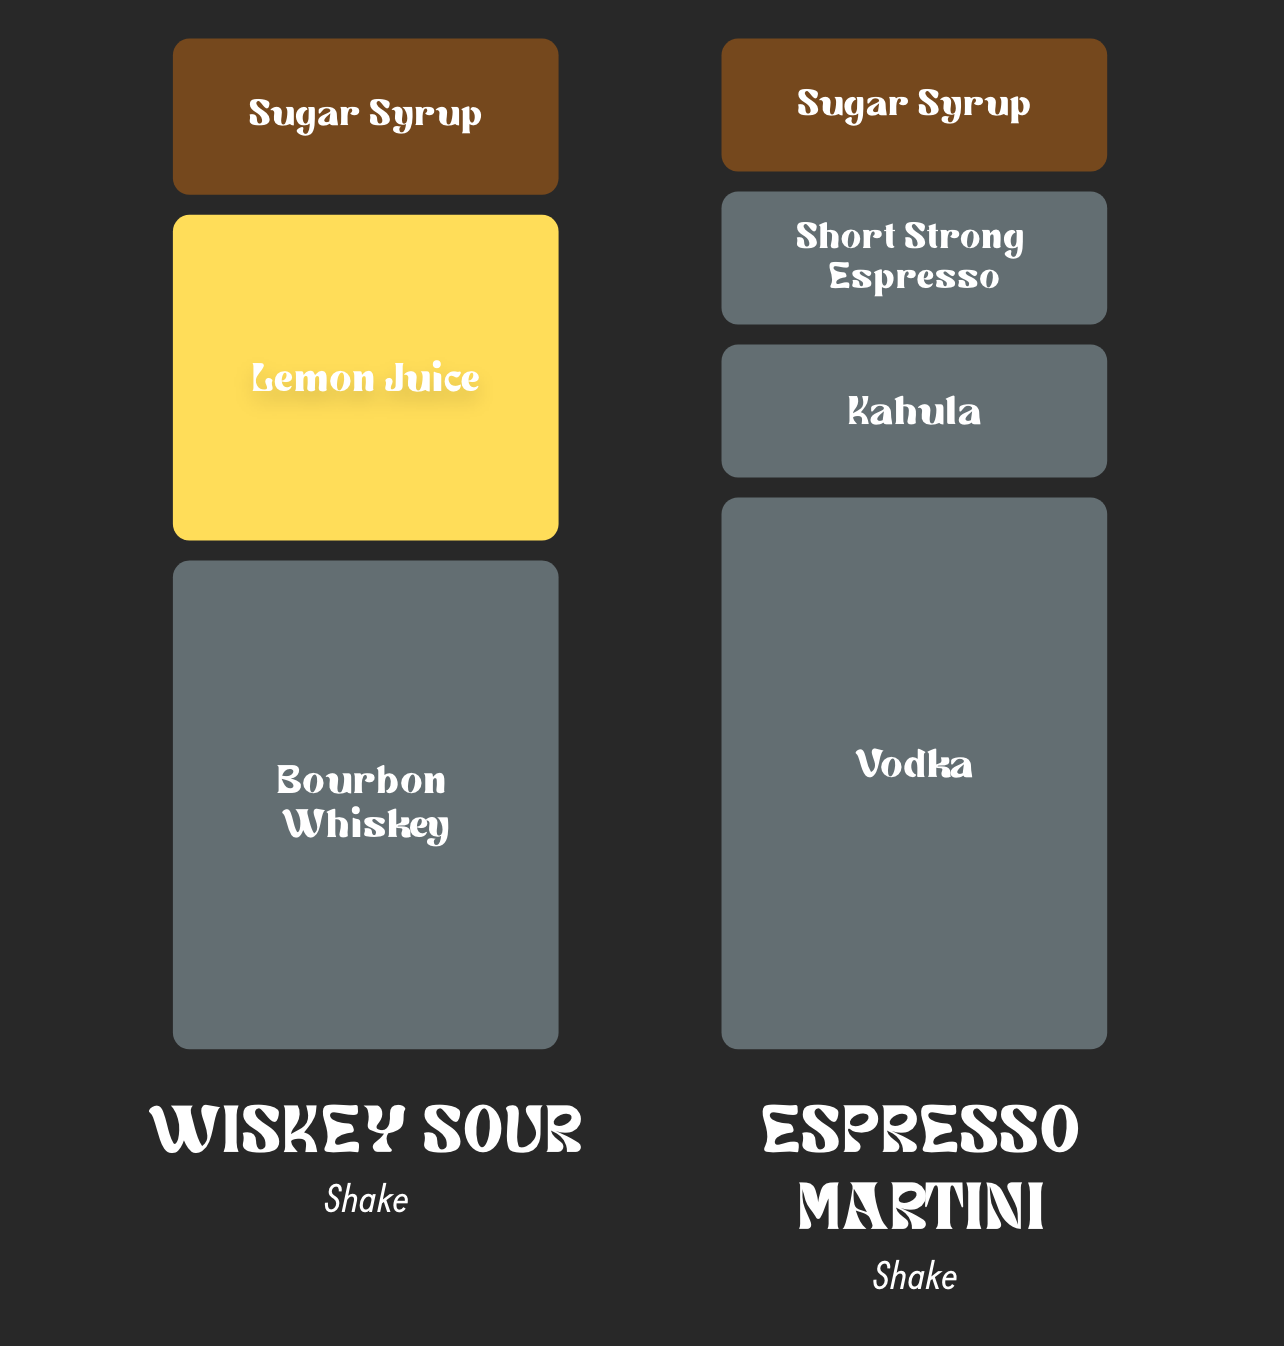 Sugar Syrup
Lemon Juice
Bourbon
Whiskey
WISKEY SOUR
Shake
Sugar Syrup
Short Strong
Espresso
Kahula
Vodka
ESPRESSO
MARTINI
Shake